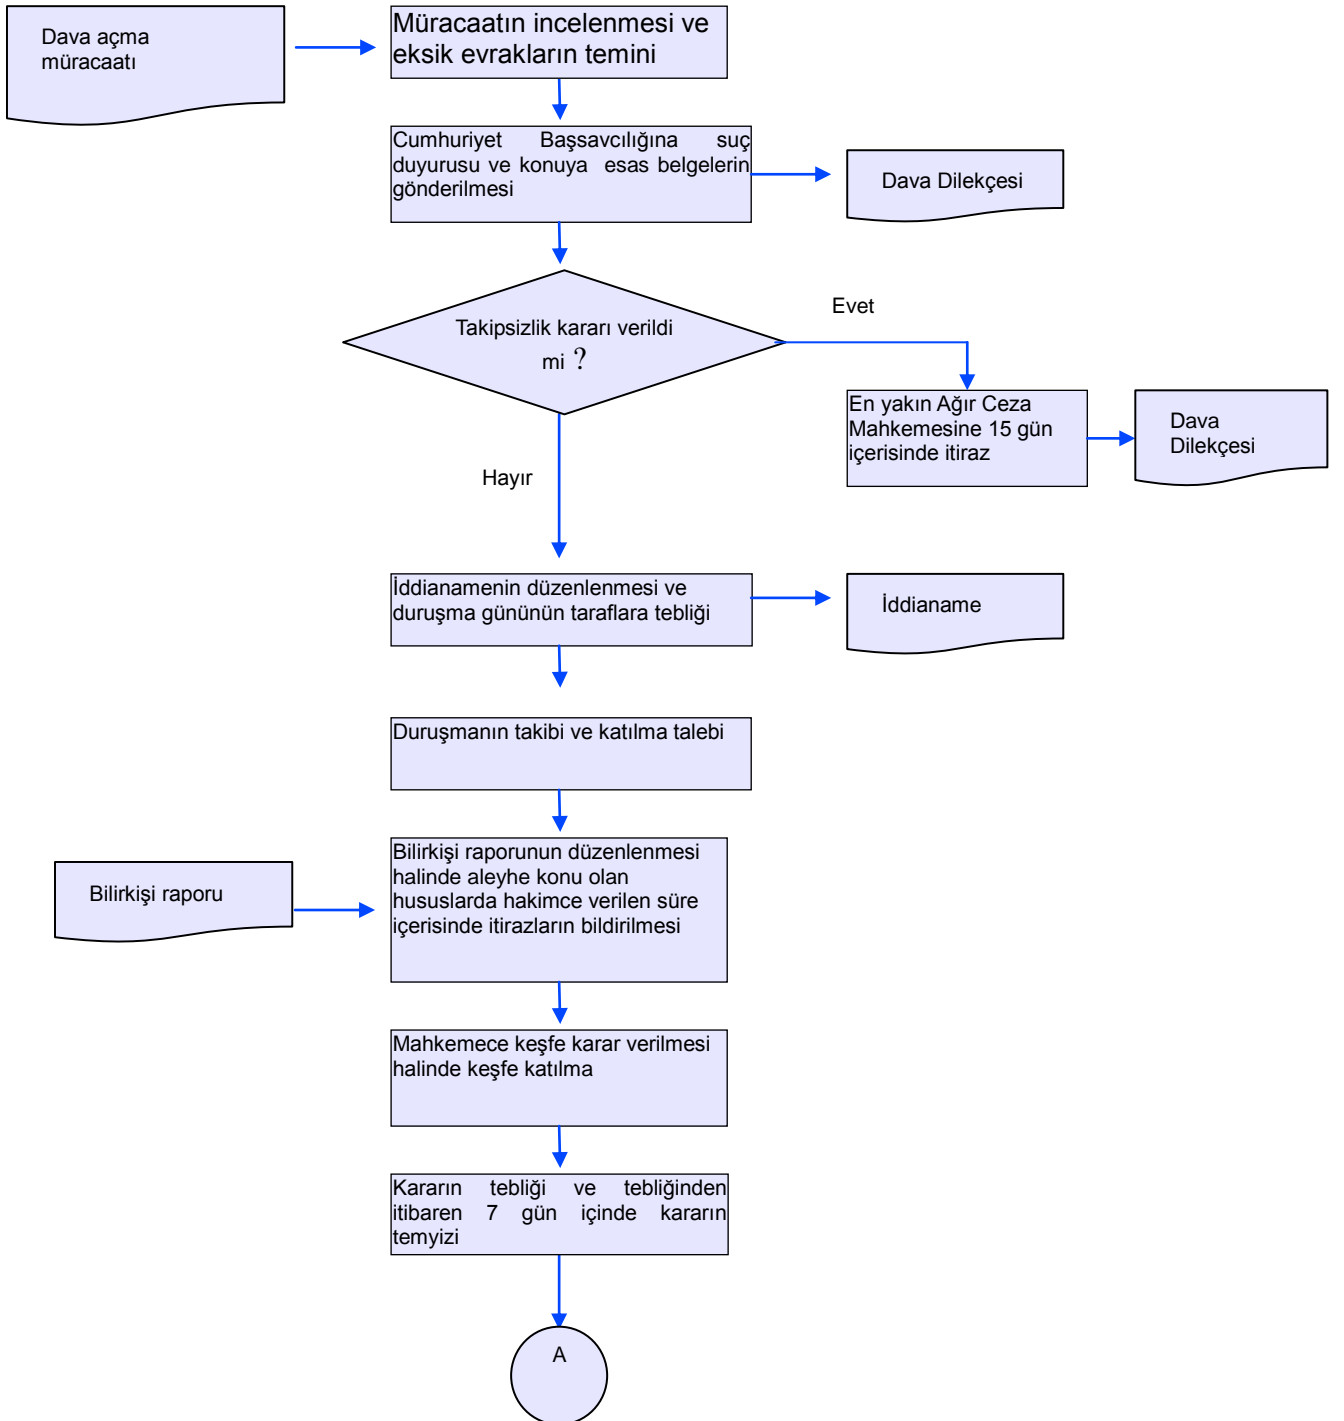 Dava açma
müracaatı
Müracaatın incelenmesi ve
eksik evrakların temini
Cumhuriyet Başsavcılığına suç
duyurusu ve konuya esas belgelerin
gönderilmesi
Dava Dilekçesi
Takipsizlik kararı verildi
mi ?
Evet
En yakın Ağır Ceza
Mahkemesine 15 gün
içerisinde itiraz
Dava
Dilekçesi
Hayır
İddianamenin düzenlenmesi ve
duruşma gününün taraflara tebliği
İddianame
Duruşmanın takibi ve katılma talebi
Bilirkişi raporu
Bilirkişi raporunun düzenlenmesi
halinde aleyhe konu olan
hususlarda hakimce verilen süre
içerisinde itirazların bildirilmesi
Mahkemece keşfe karar verilmesi
halinde keşfe katılma
Kararın tebliği ve tebliğinden
itibaren 7 gün içinde kararın
temyizi
A